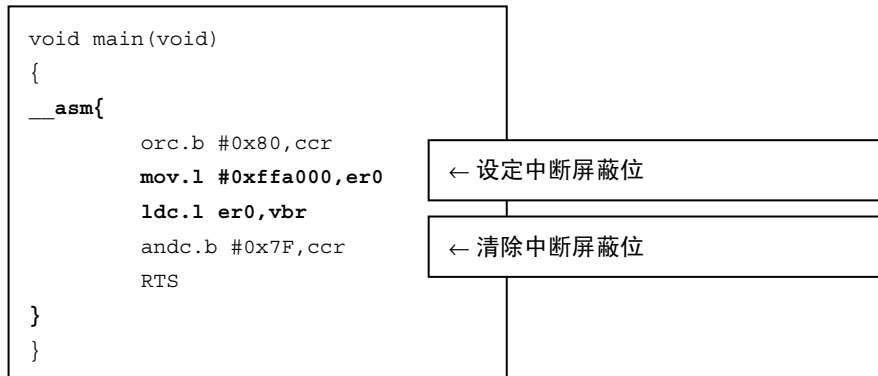 void main(void)
{
__asm{
orc.b #0x80,ccr
mov.l #0xffa000,er0
ldc.l er0,vbr
andc.b #0x7F,ccr
RTS
}
}
← 设定中断屏蔽位
← 清除中断屏蔽位